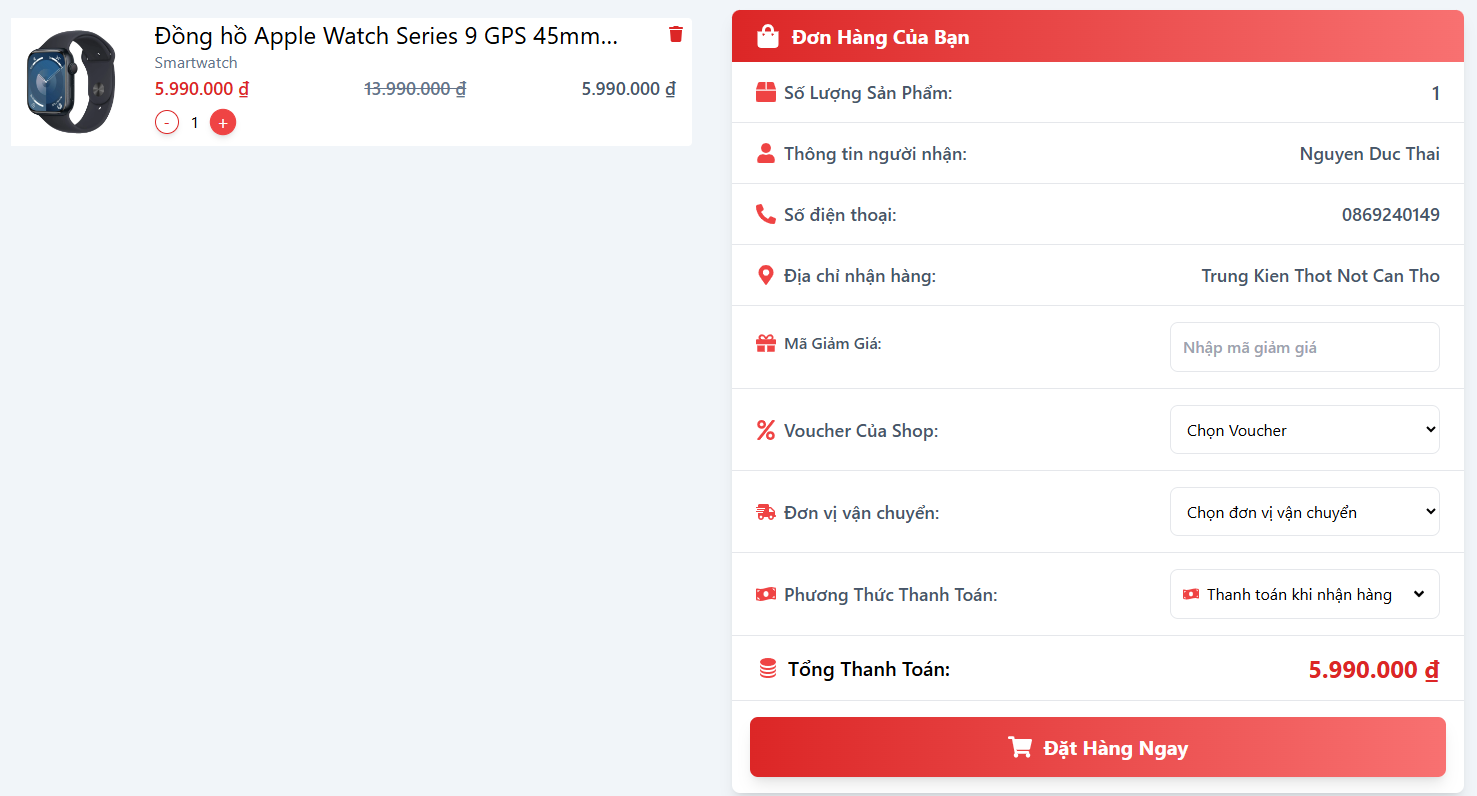 Đồng hồ Apple Watch Series 9 GPS 45mm...
Smartwatch
5.990.000 ₫ 13.990.000 ₫ 5.990.000 ₫
- 1 +
Đơn Hàng Của Bạn
Số Lượng Sản Phẩm: 1
Thông tin người nhận: Nguyen Duc Thai
Số điện thoại: 0869240149
Địa chỉ nhận hàng: Trung Kien Thot Not Can Tho
Mã Giảm Giá: Nhập mã giảm giá
Voucher Của Shop: Chọn Voucher
Đơn vị vận chuyển: Chọn đơn vị vận chuyển
Phương Thức Thanh Toán: Thanh toán khi nhận hàng
Tổng Thanh Toán: 5.990.000 ₫
Đặt Hàng Ngay